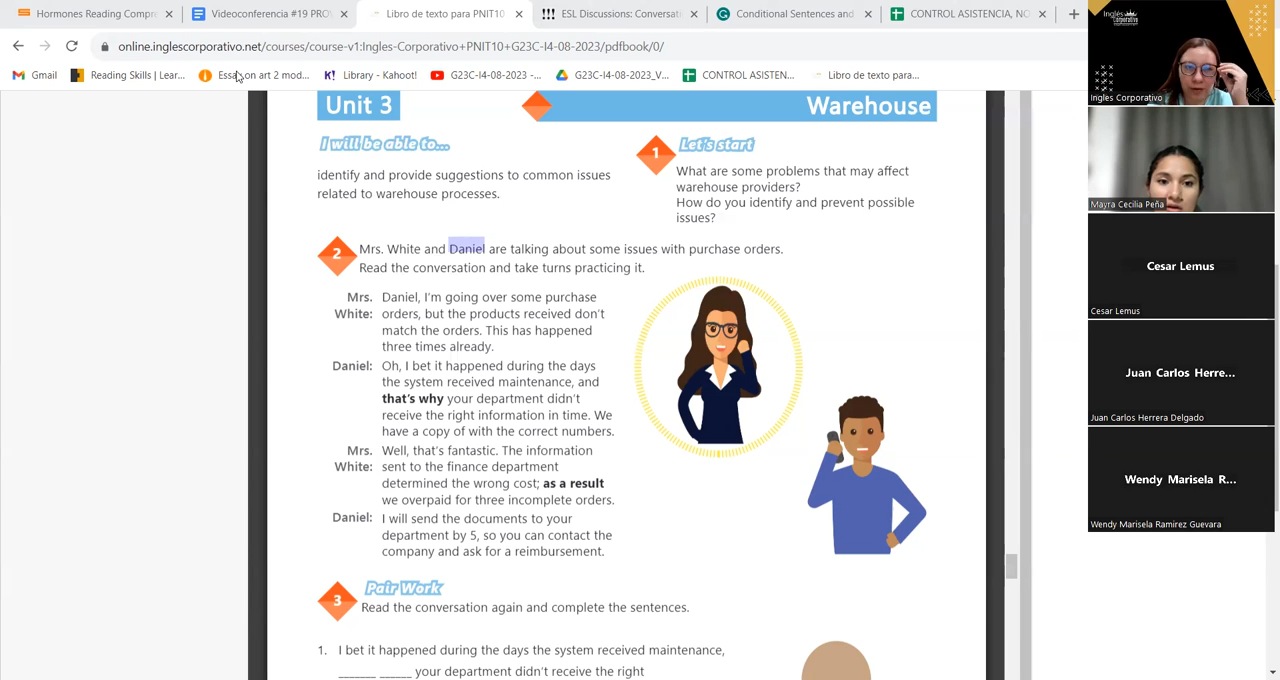 Hormones Reading Compre
Videoconferencia #19 PRO
Libro de texto para PNIT10
ESL Discussions: Conversati
Conditional Sentences and
CONTROL ASISTENCIA, NO
online.inglescorporativo.net/courses/course-v1:Ingles-Corporativo+PNIT10+G23C-I4-08-2023/pdfbook/0/
Gmail
Reading Skills | Lear...
Essay on art 2 mod...
Library - Kahoot!
G23C-I4-08-2023 -...
G23C-I4-08-2023_V...
CONTROL ASISTEN...
Libro de texto para...
Unit 3
Warehouse
I will be able to...
identify and provide suggestions to common issues
related to warehouse processes.
1
Let's start
What are some problems that may affect
warehouse providers?
How do you identify and prevent possible
issues?
2
Mrs. White and Daniel are talking about some issues with purchase orders.
Read the conversation and take turns practicing it.
Mrs. White: Daniel, I'm going over some purchase
orders, but the products received don't
match the orders. This has happened
three times already.
Daniel: Oh, I bet it happened during the days
the system received maintenance, and
that's why your department didn't
receive the right information in time. We
have a copy of with the correct numbers.
Mrs. White: Well, that's fantastic. The information
sent to the finance department
determined the wrong cost; as a result
we overpaid for three incomplete orders.
Daniel: I will send the documents to your
department by 5, so you can contact the
company and ask for a reimbursement.
3
Pair Work
Read the conversation again and complete the sentences.
1. I bet it happened during the days the system received maintenance,
_______ ______ your department didn't receive the right
Inglés
Corporativo
Ingles Corporativo
Mayra Cecilia Peña
Cesar Lemus
Cesar Lemus
Juan Carlos Herre...
Juan Carlos Herrera Delgado
Wendy Marisela R...
Wendy Marisela Ramirez Guevara